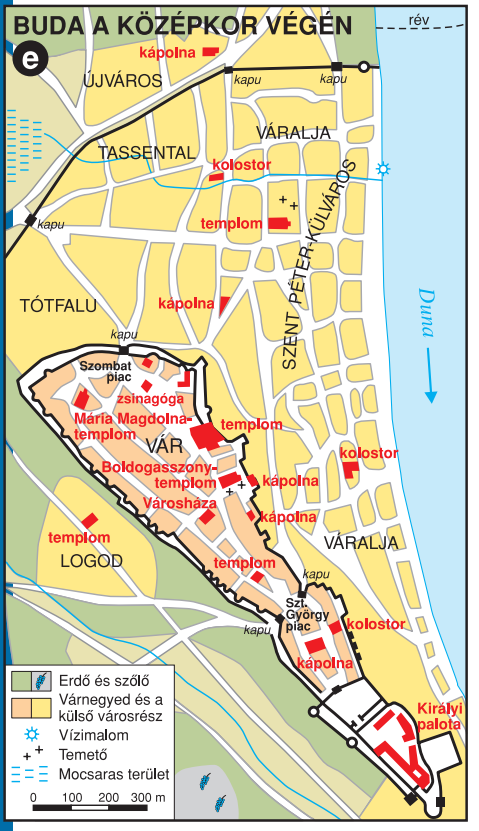 BUDA A KÖZÉPKOR VÉGÉN
rév
e
kápolna
ÚJVÁROS
kapu
kapu
TASSENTAL
VÁRALJA
kolostor
templom
kapu
SZENT PÉTER-KÜLVÁROS
TÓTFALU
kápolna
Duna
kapu
Szombat
piac
zsinagóga
Mária Magdolna-
templom
templom
VÁR
kolostor
Boldogasszony-
templom
kápolna
Városháza
kápolna
templom
LOGOD
VÁRALJA
templom
kapu
Szt.
György
piac
kapu
kolostor
kápolna
Királyi
palota
Erdő és szőlő
Várnegyed és a
külső városrész
Vízimalom
Temető
Mocsaras terület
0 100 200 300 m